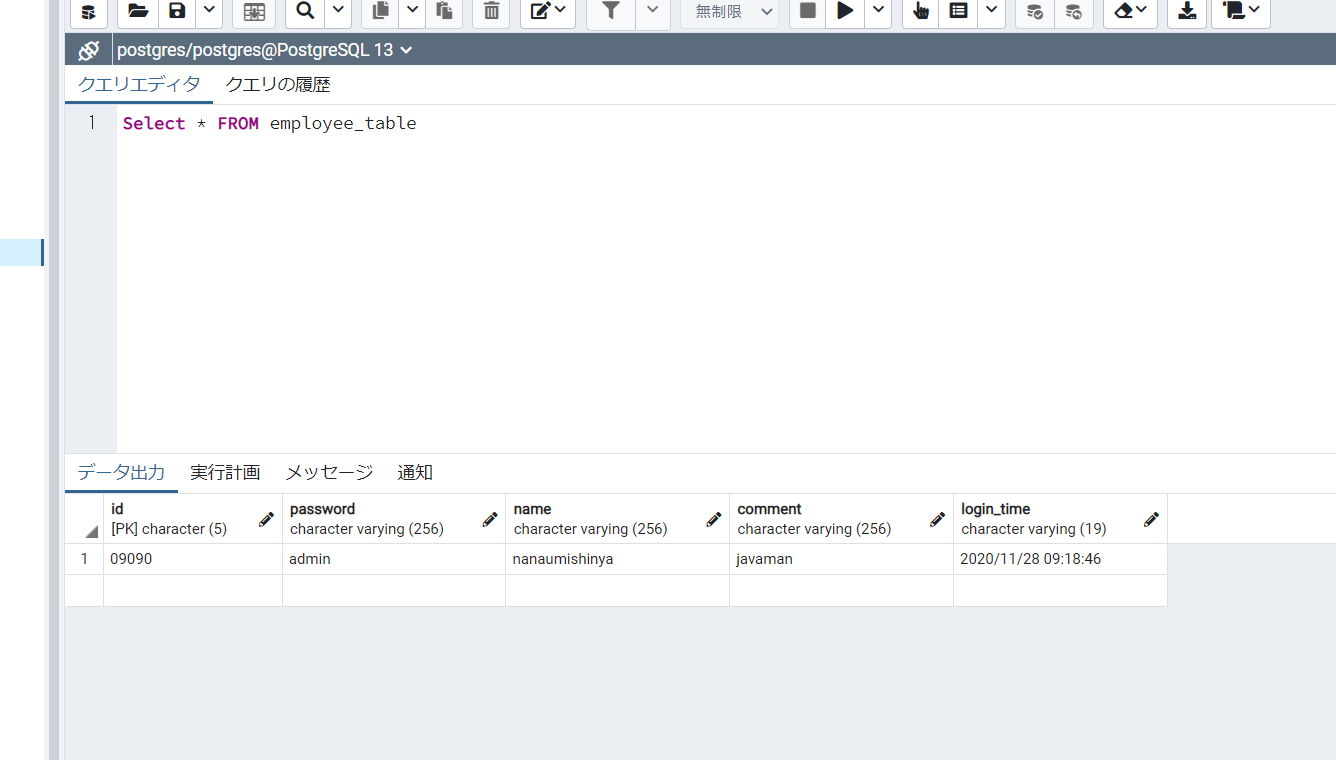 無制限
postgres/postgres@PostgreSQL 13
クエリエディタ クエリの履歴
1 Select * FROM employee_table
データ出力 実行計画 メッセージ 通知
id password name comment login_time
[PK] character (5) character varying (256) character varying (256) character varying (256) character varying (19)
1 09090 admin nanaumishinya javaman 2020/11/28 09:18:46